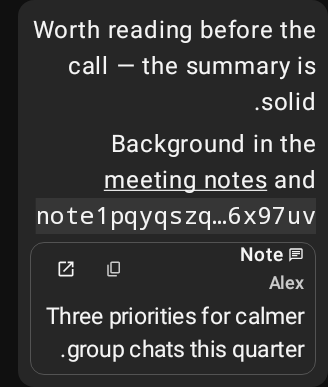 Worth reading before the
call — the summary is
.solid
Background in the
meeting notes and
note1pqyqszq…6x97uv
Note
Alex
Three priorities for calmer
.group chats this quarter